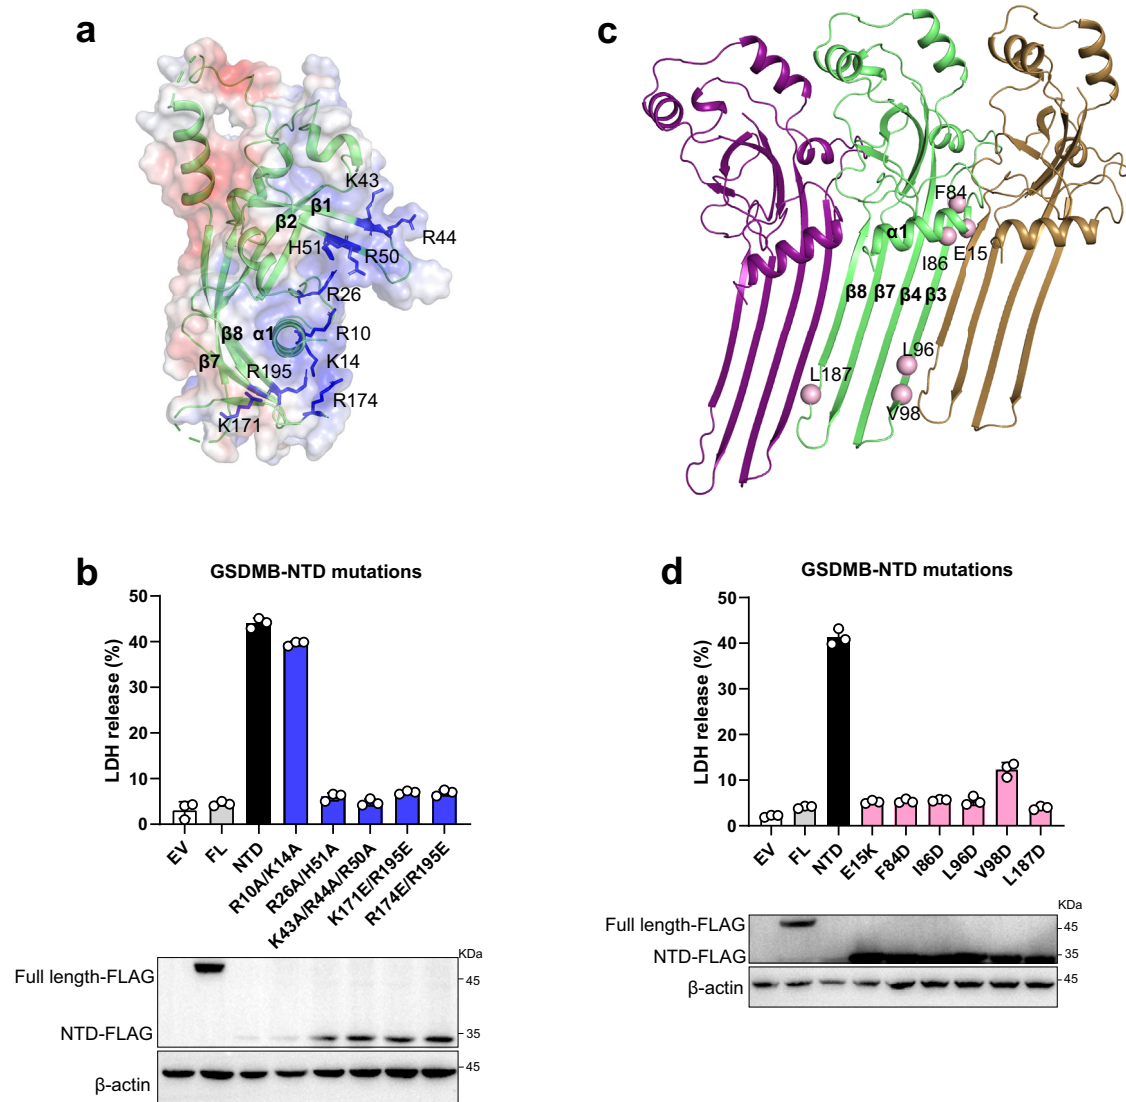 a
K43
β1
β2
R44
H51
R50
R26
R10
β8 α1
K14
β7
R195
R174
K171
c
F84
α1
I86
E15
β8 β7 β4 β3
L96
L187
V98
b
GSDMB-NTD mutations
LDH release (%)
50
40
30
20
10
0
EV
FL
NTD
R10A/K14A
R26A/H51A
K43A/R44A/R50A
K171E/R195E
R174E/R195E
KDa
Full length-FLAG
45
NTD-FLAG
35
45
β-actin
d
GSDMB-NTD mutations
LDH release (%)
50
40
30
20
10
0
EV
FL
NTD
E15K
F84D
I86D
L96D
V98D
L187D
KDa
Full length-FLAG
45
NTD-FLAG
35
45
β-actin